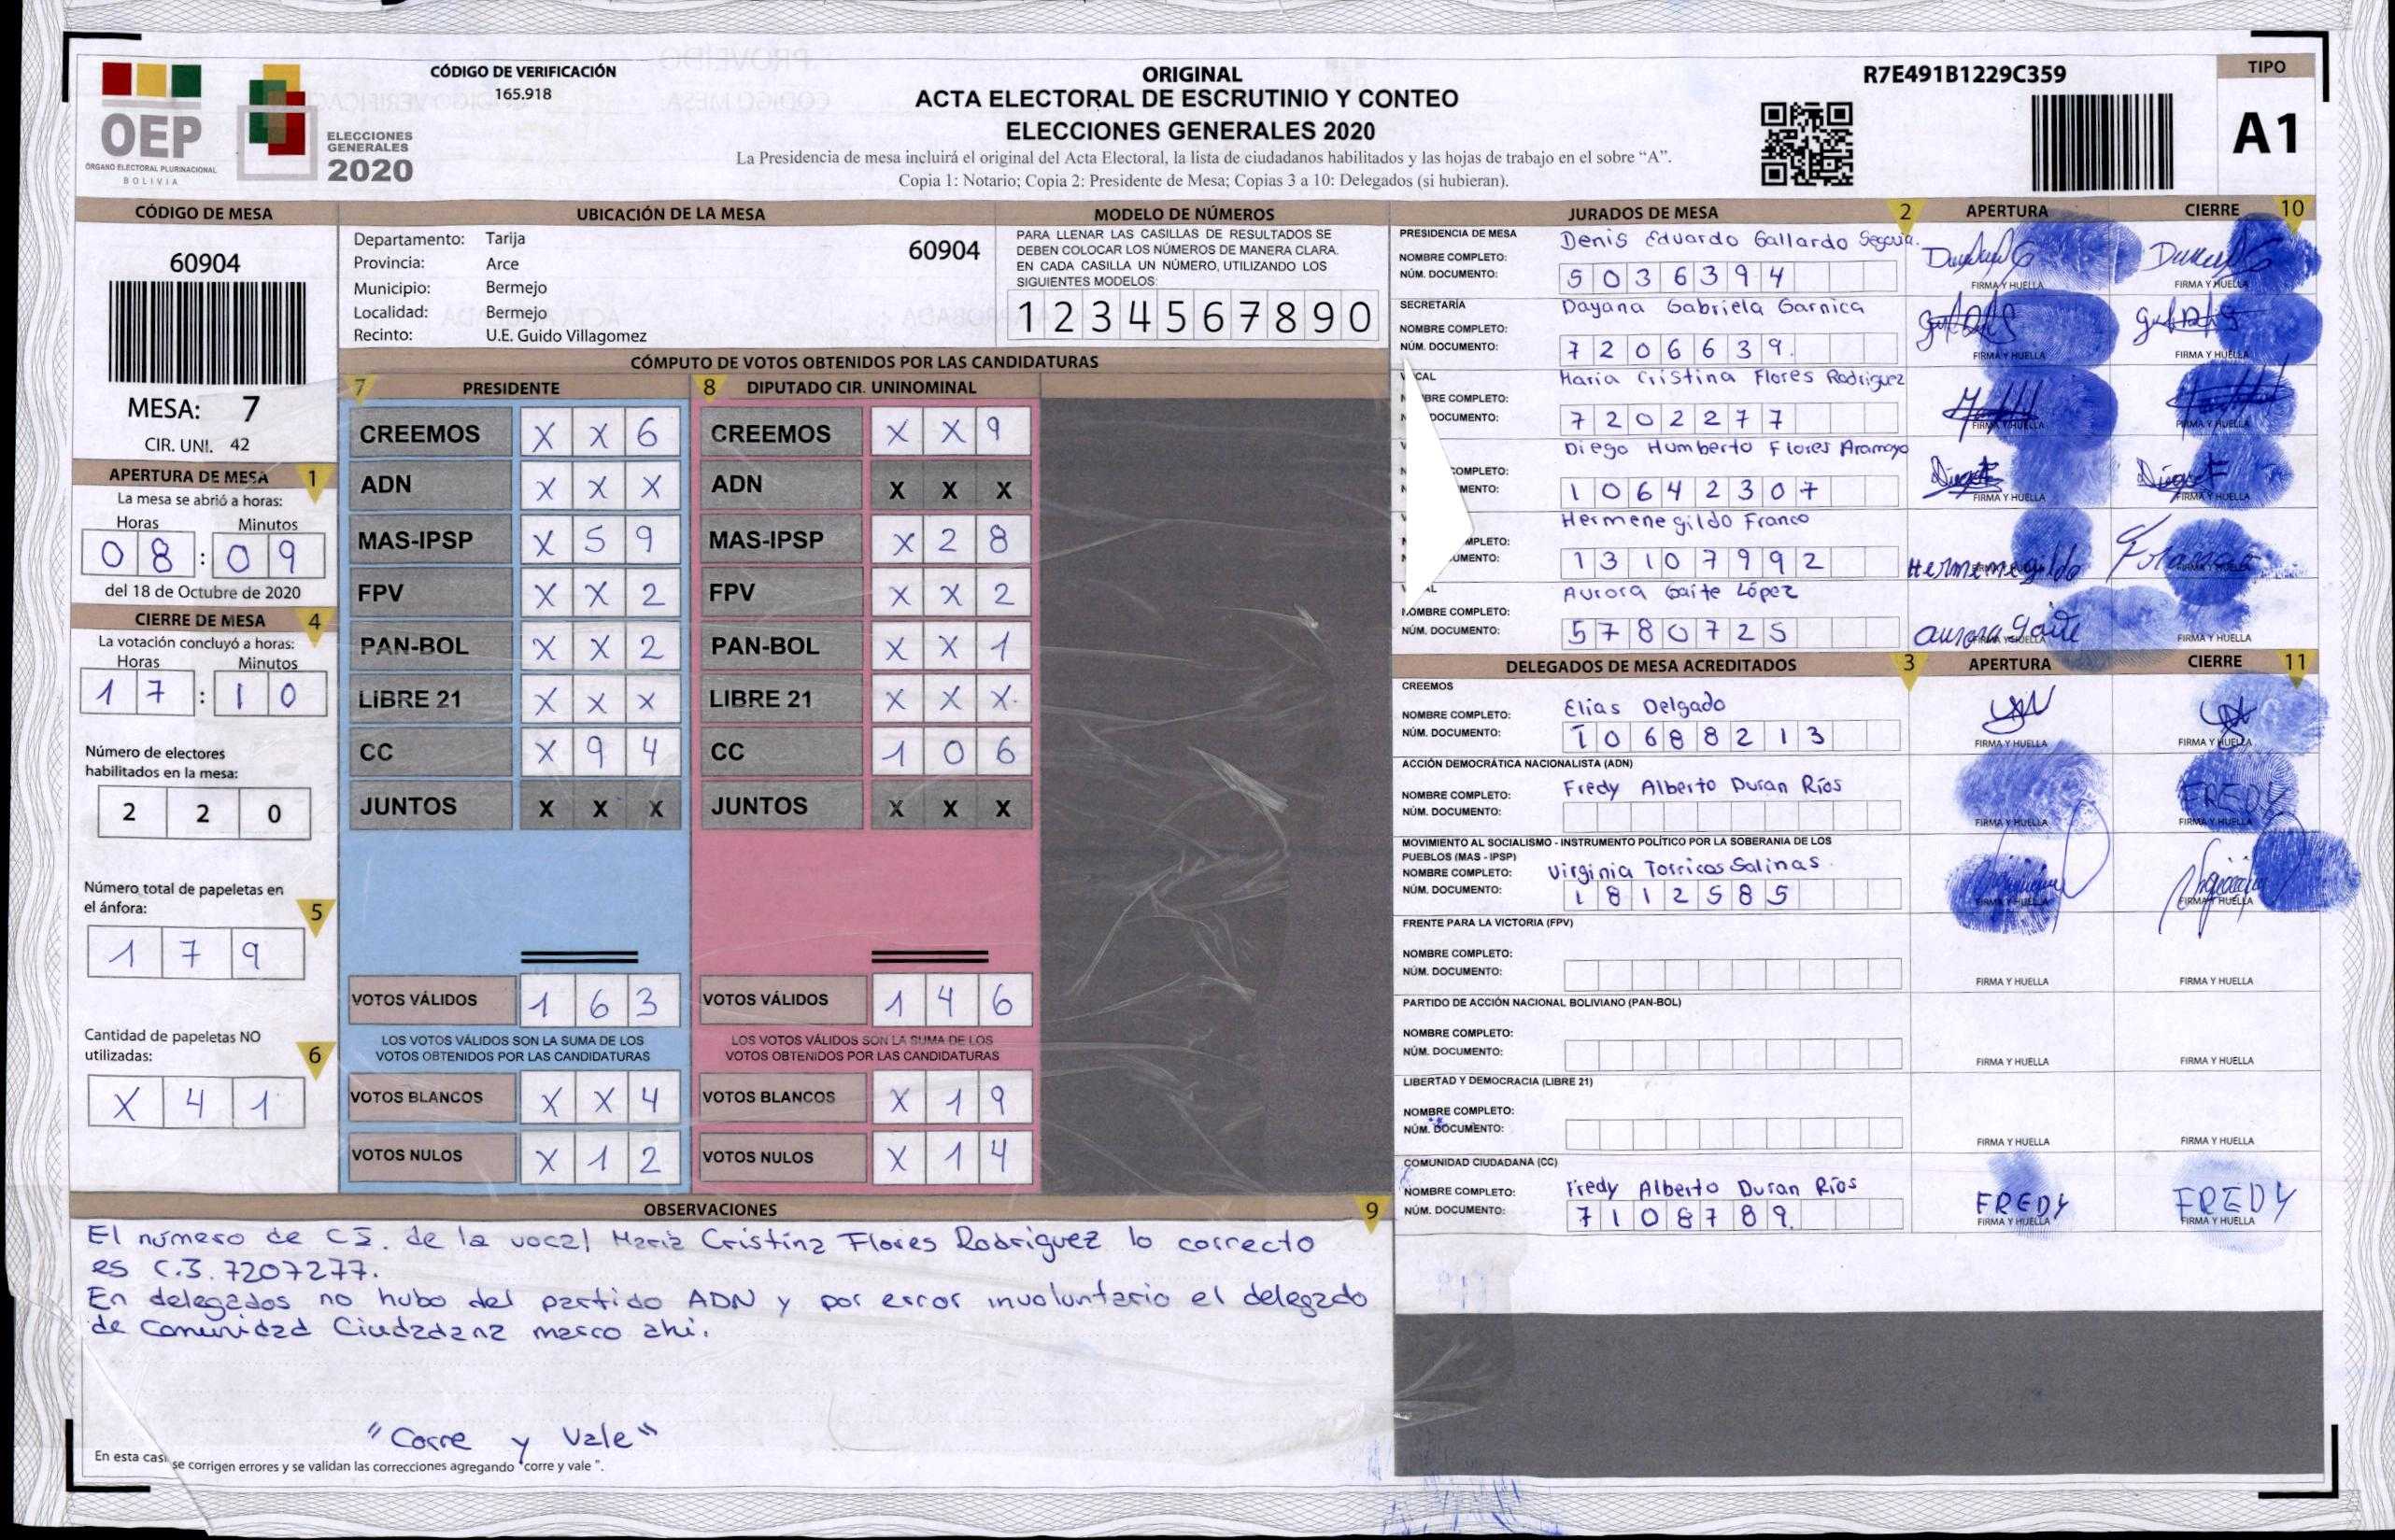 OEP
ÓRGANO ELECTORAL PLURINACIONAL
BOLIVIA
ELECCIONES
GENERALES
2020
CÓDIGO DE VERIFICACIÓN
165.918
ORIGINAL
ACTA ELECTORAL DE ESCRUTINIO Y CONTEO
ELECCIONES GENERALES 2020
La Presidencia de mesa incluirá el original del Acta Electoral, la lista de ciudadanos habilitados y las hojas de trabajo en el sobre “A”.
Copia 1: Notario; Copia 2: Presidente de Mesa; Copias 3 a 10: Delegados (si hubieran).
R7E491B1229C359
TIPO
A1
CÓDIGO DE MESA
60904
MESA: 7
CIR. UNI. 42
APERTURA DE MESA 1
La mesa se abrió a horas:
Horas Minutos
0 8 : 0 9
del 18 de Octubre de 2020
CIERRE DE MESA 4
La votación concluyó a horas:
Horas Minutos
1 7 : 1 0
Número de electores
habilitados en la mesa:
2 2 0
Número total de papeletas en
el ánfora: 5
1 7 9
Cantidad de papeletas NO
utilizadas: 6
X 4 1
UBICACIÓN DE LA MESA
Departamento: Tarija
60904
Provincia: Arce
Municipio: Bermejo
Localidad: Bermejo
Recinto: U.E. Guido Villagomez
MODELO DE NÚMEROS
PARA LLENAR LAS CASILLAS DE RESULTADOS SE
DEBEN COLOCAR LOS NÚMEROS DE MANERA CLARA.
EN CADA CASILLA UN NÚMERO, UTILIZANDO LOS
SIGUIENTES MODELOS:
1 2 3 4 5 6 7 8 9 0
CÓMPUTO DE VOTOS OBTENIDOS POR LAS CANDIDATURAS
7 PRESIDENTE
CREEMOS X X 6
ADN X X X
MAS-IPSP X 5 9
FPV X X 2
PAN-BOL X X 2
LIBRE 21 X X X
CC X 9 4
JUNTOS X X X
VOTOS VÁLIDOS 1 6 3
LOS VOTOS VÁLIDOS SON LA SUMA DE LOS
VOTOS OBTENIDOS POR LAS CANDIDATURAS
VOTOS BLANCOS X X 4
VOTOS NULOS X 1 2
8 DIPUTADO CIR. UNINOMINAL
CREEMOS X X 9
ADN X X X
MAS-IPSP X 2 8
FPV X X 2
PAN-BOL X X 1
LIBRE 21 X X X
CC 1 0 6
JUNTOS X X X
VOTOS VÁLIDOS 1 4 6
LOS VOTOS VÁLIDOS SON LA SUMA DE LOS
VOTOS OBTENIDOS POR LAS CANDIDATURAS
VOTOS BLANCOS X 1 9
VOTOS NULOS X 1 4
OBSERVACIONES 9
El número de CI. de la vocal Maria Cristina Flores Rodriguez lo correcto
es C.I. 7207277.
En delegados no hubo del partido ADN y por error involuntario el delegado
de Comunidad Ciudadana marco ahi.
"Corre y Vale"
En esta casi se corrigen errores y se validan las correcciones agregando "corre y vale ".
JURADOS DE MESA 2 APERTURA CIERRE 10
PRESIDENCIA DE MESA
NOMBRE COMPLETO: Denis Eduardo Gallardo Segovia.
NÚM. DOCUMENTO: 5 0 3 6 3 9 4
FIRMA Y HUELLA FIRMA Y HUELLA
SECRETARÍA
NOMBRE COMPLETO: Dayana Gabriela Garnica
NÚM. DOCUMENTO: 7 2 0 6 6 3 9.
FIRMA Y HUELLA FIRMA Y HUELLA
CAL
BRE COMPLETO: Maria Cristina Flores Rodriguez
DOCUMENTO: 7 2 0 2 2 7 7
FIRMA Y HUELLA FIRMA Y HUELLA
OMPLETO: Diego Humberto Flores Aramayo
MENTO: 1 0 6 4 2 3 0 7
FIRMA Y HUELLA FIRMA Y HUELLA
MPLETO: Hermenegildo Franco
UMENTO: 1 3 1 0 7 9 9 2
Hermenegildo Franco
AL
NOMBRE COMPLETO: Aurora Gaite López
NÚM. DOCUMENTO: 5 7 8 0 7 2 5
aurora Gaite
FIRMA Y HUELLA FIRMA Y HUELLA
DELEGADOS DE MESA ACREDITADOS 3 APERTURA CIERRE 11
CREEMOS
NOMBRE COMPLETO: Elias Delgado
NÚM. DOCUMENTO: 1 0 6 8 8 2 1 3
FIRMA Y HUELLA FIRMA Y HUELLA
ACCIÓN DEMOCRÁTICA NACIONALISTA (ADN)
NOMBRE COMPLETO: Fredy Alberto Duran Ríos
NÚM. DOCUMENTO:
FREDY
FIRMA Y HUELLA FIRMA Y HUELLA
MOVIMIENTO AL SOCIALISMO - INSTRUMENTO POLÍTICO POR LA SOBERANIA DE LOS
PUEBLOS (MAS - IPSP)
NOMBRE COMPLETO: Virginia Torricos Salinas
NÚM. DOCUMENTO: 1 8 1 2 5 8 5
FIRMA Y HUELLA FIRMA Y HUELLA
FRENTE PARA LA VICTORIA (FPV)
NOMBRE COMPLETO:
NÚM. DOCUMENTO:
FIRMA Y HUELLA FIRMA Y HUELLA
PARTIDO DE ACCIÓN NACIONAL BOLIVIANO (PAN-BOL)
NOMBRE COMPLETO:
NÚM. DOCUMENTO:
FIRMA Y HUELLA FIRMA Y HUELLA
LIBERTAD Y DEMOCRACIA (LIBRE 21)
NOMBRE COMPLETO:
NÚM. DOCUMENTO:
FIRMA Y HUELLA FIRMA Y HUELLA
COMUNIDAD CIUDADANA (CC)
NOMBRE COMPLETO: Fredy Alberto Duran Ríos
NÚM. DOCUMENTO: 7 1 0 8 7 8 9.
FREDY FREDY
FIRMA Y HUELLA FIRMA Y HUELLA